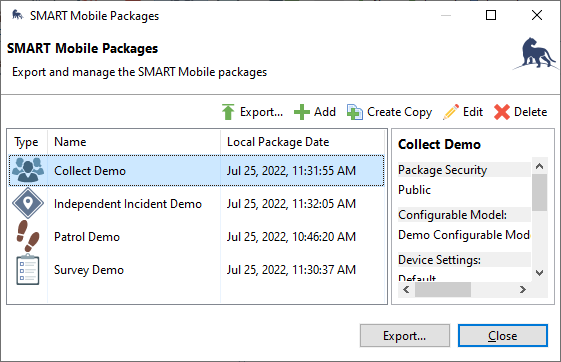 SMART Mobile Packages
SMART Mobile Packages
Export and manage the SMART Mobile packages
Export... Add Create Copy Edit Delete
Type Name Local Package Date
Collect Demo Jul 25, 2022, 11:31:55 AM
Independent Incident Demo Jul 25, 2022, 11:32:05 AM
Patrol Demo Jul 25, 2022, 10:46:20 AM
Survey Demo Jul 25, 2022, 11:30:37 AM
Collect Demo
Package Security
Public
Configurable Model:
Demo Configurable Mod
Device Settings:
Default
Export... Close